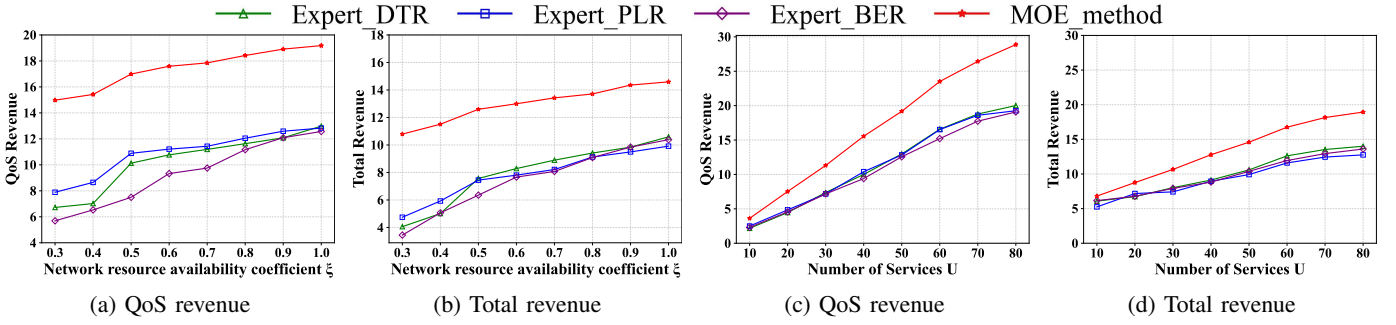 Expert_DTR Expert_PLR Expert_BER MOE_method
QoS Revenue
20
18
16
14
12
10
8
6
4
0.3 0.4 0.5 0.6 0.7 0.8 0.9 1.0
Network resource availability coefficient ξ
(a) QoS revenue
Total Revenue
18
16
14
12
10
8
6
4
0.3 0.4 0.5 0.6 0.7 0.8 0.9 1.0
Network resource availability coefficient ξ
(b) Total revenue
QoS Revenue
30
25
20
15
10
5
0
10 20 30 40 50 60 70 80
Number of Services U
(c) QoS revenue
Total Revenue
30
25
20
15
10
5
0
10 20 30 40 50 60 70 80
Number of Services U
(d) Total revenue